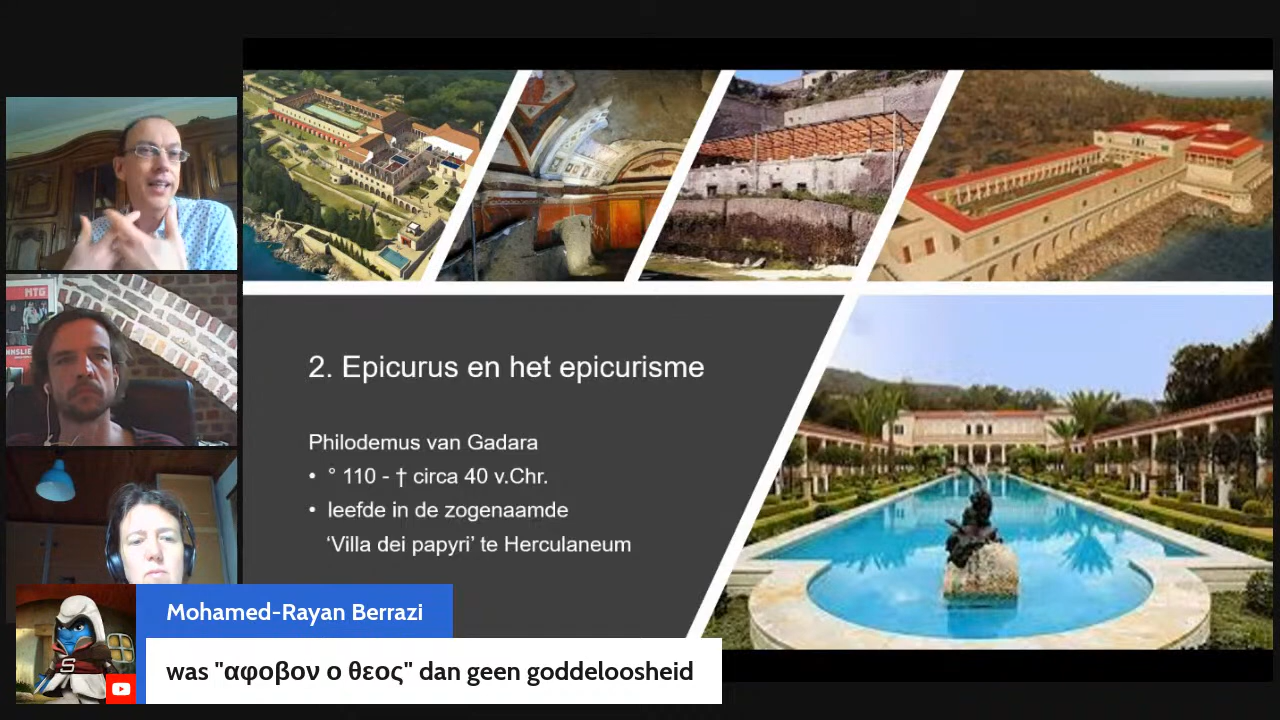 MTG
2. Epicurus en het epicurisme
Philodemus van Gadara
• ° 110 - † circa 40 v.Chr.
• leefde in de zogenaamde
‘Villa dei papyri’ te Herculaneum
Mohamed-Rayan Berrazi
was "αφοβον ο θεος" dan geen goddeloosheid